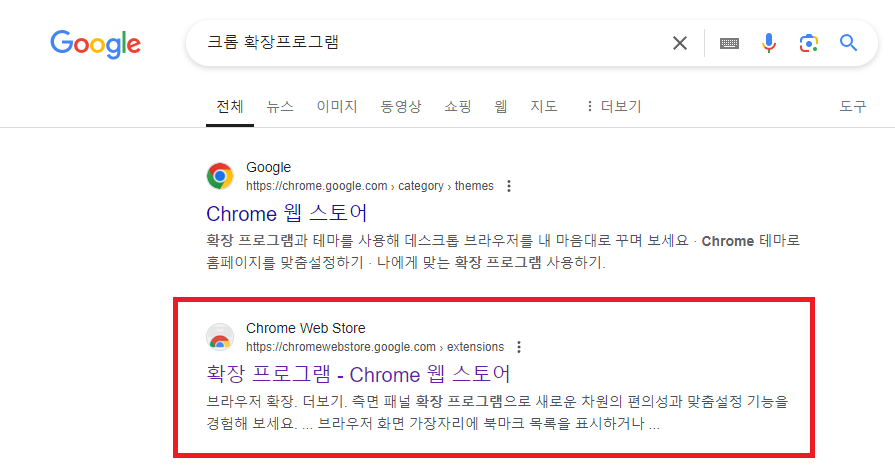 Google
크롬 확장프로그램
전체 뉴스 이미지 동영상 쇼핑 웹 지도 더보기 도구
Google
https://chrome.google.com › category › themes
Chrome 웹 스토어
확장 프로그램과 테마를 사용해 데스크톱 브라우저를 내 마음대로 꾸며 보세요 · Chrome 테마로
홈페이지를 맞춤설정하기 · 나에게 맞는 확장 프로그램 사용하기.
Chrome Web Store
https://chromewebstore.google.com › extensions
확장 프로그램 - Chrome 웹 스토어
브라우저 확장. 더보기. 측면 패널 확장 프로그램으로 새로운 차원의 편의성과 맞춤설정 기능을
경험해 보세요. ... 브라우저 화면 가장자리에 북마크 목록을 표시하거나 ...